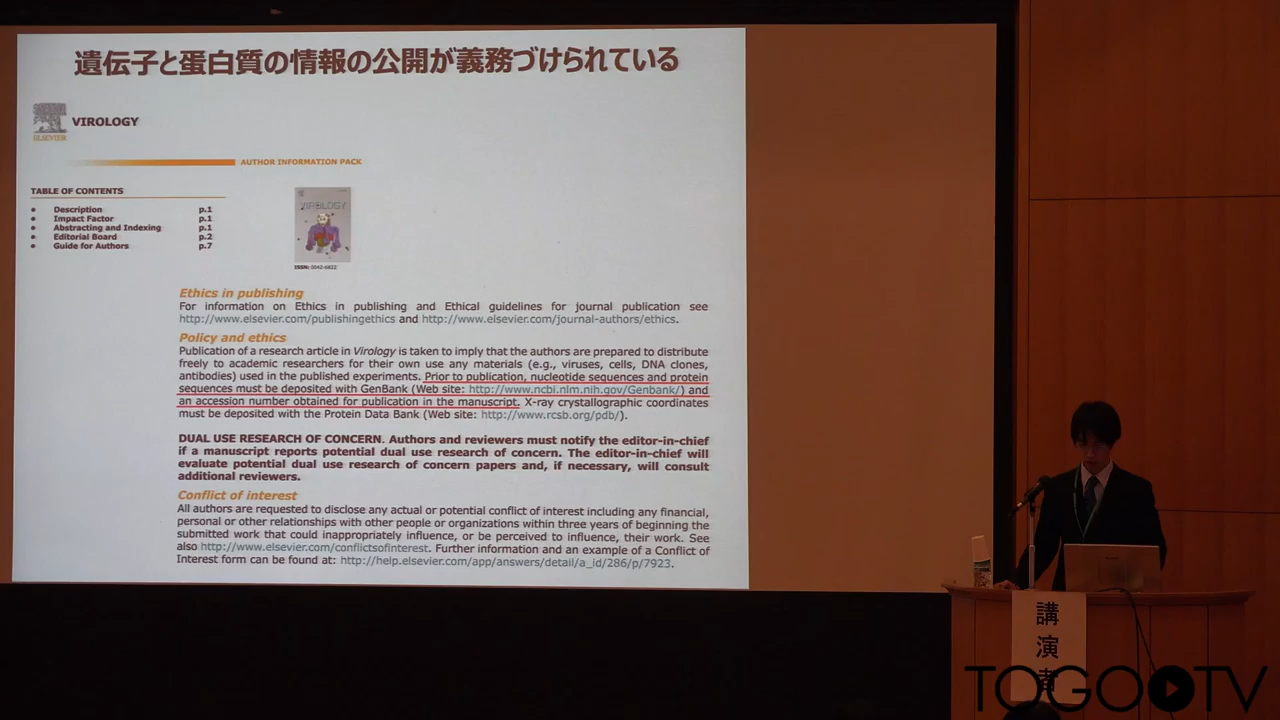 遺伝子と蛋白質の情報の公開が義務づけられている
ELSEVIER
VIROLOGY
AUTHOR INFORMATION PACK
TABLE OF CONTENTS
• Description p.1
• Impact Factor p.1
• Abstracting and Indexing p.1
• Editorial Board p.2
• Guide for Authors p.7
VIROLOGY
ISSN: 0042-6822
Ethics in publishing
For information on Ethics in publishing and Ethical guidelines for journal publication see
http://www.elsevier.com/publishingethics and http://www.elsevier.com/journal-authors/ethics.
Policy and ethics
Publication of a research article in Virology is taken to imply that the authors are prepared to distribute
freely to academic researchers for their own use any materials (e.g., viruses, cells, DNA clones,
antibodies) used in the published experiments. Prior to publication, nucleotide sequences and protein
sequences must be deposited with GenBank (Web site: http://www.ncbi.nlm.nih.gov/Genbank/) and
an accession number obtained for publication in the manuscript. X-ray crystallographic coordinates
must be deposited with the Protein Data Bank (Web site: http://www.rcsb.org/pdb/).
DUAL USE RESEARCH OF CONCERN. Authors and reviewers must notify the editor-in-chief
if a manuscript reports potential dual use research of concern. The editor-in-chief will
evaluate potential dual use research of concern papers and, if necessary, will consult
additional reviewers.
Conflict of interest
All authors are requested to disclose any actual or potential conflict of interest including any financial,
personal or other relationships with other people or organizations within three years of beginning the
submitted work that could inappropriately influence, or be perceived to influence, their work. See
also http://www.elsevier.com/conflictsofinterest. Further information and an example of a Conflict of
Interest form can be found at: http://help.elsevier.com/app/answers/detail/a_id/286/p/7923.
講演者
TOGOTV